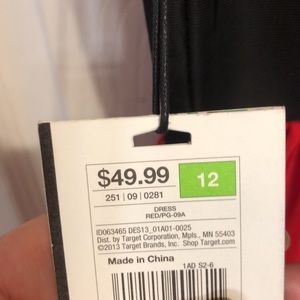 $49.99
12
251 | 09 | 0281
DRESS
RED/PG-09A
ID063465 DES13_01A01-0025
Dist. by Target Corporation, Mpls., MN 55403
©2013 Target Brands, Inc. Shop Target.com
Made in China
1AD S2-6